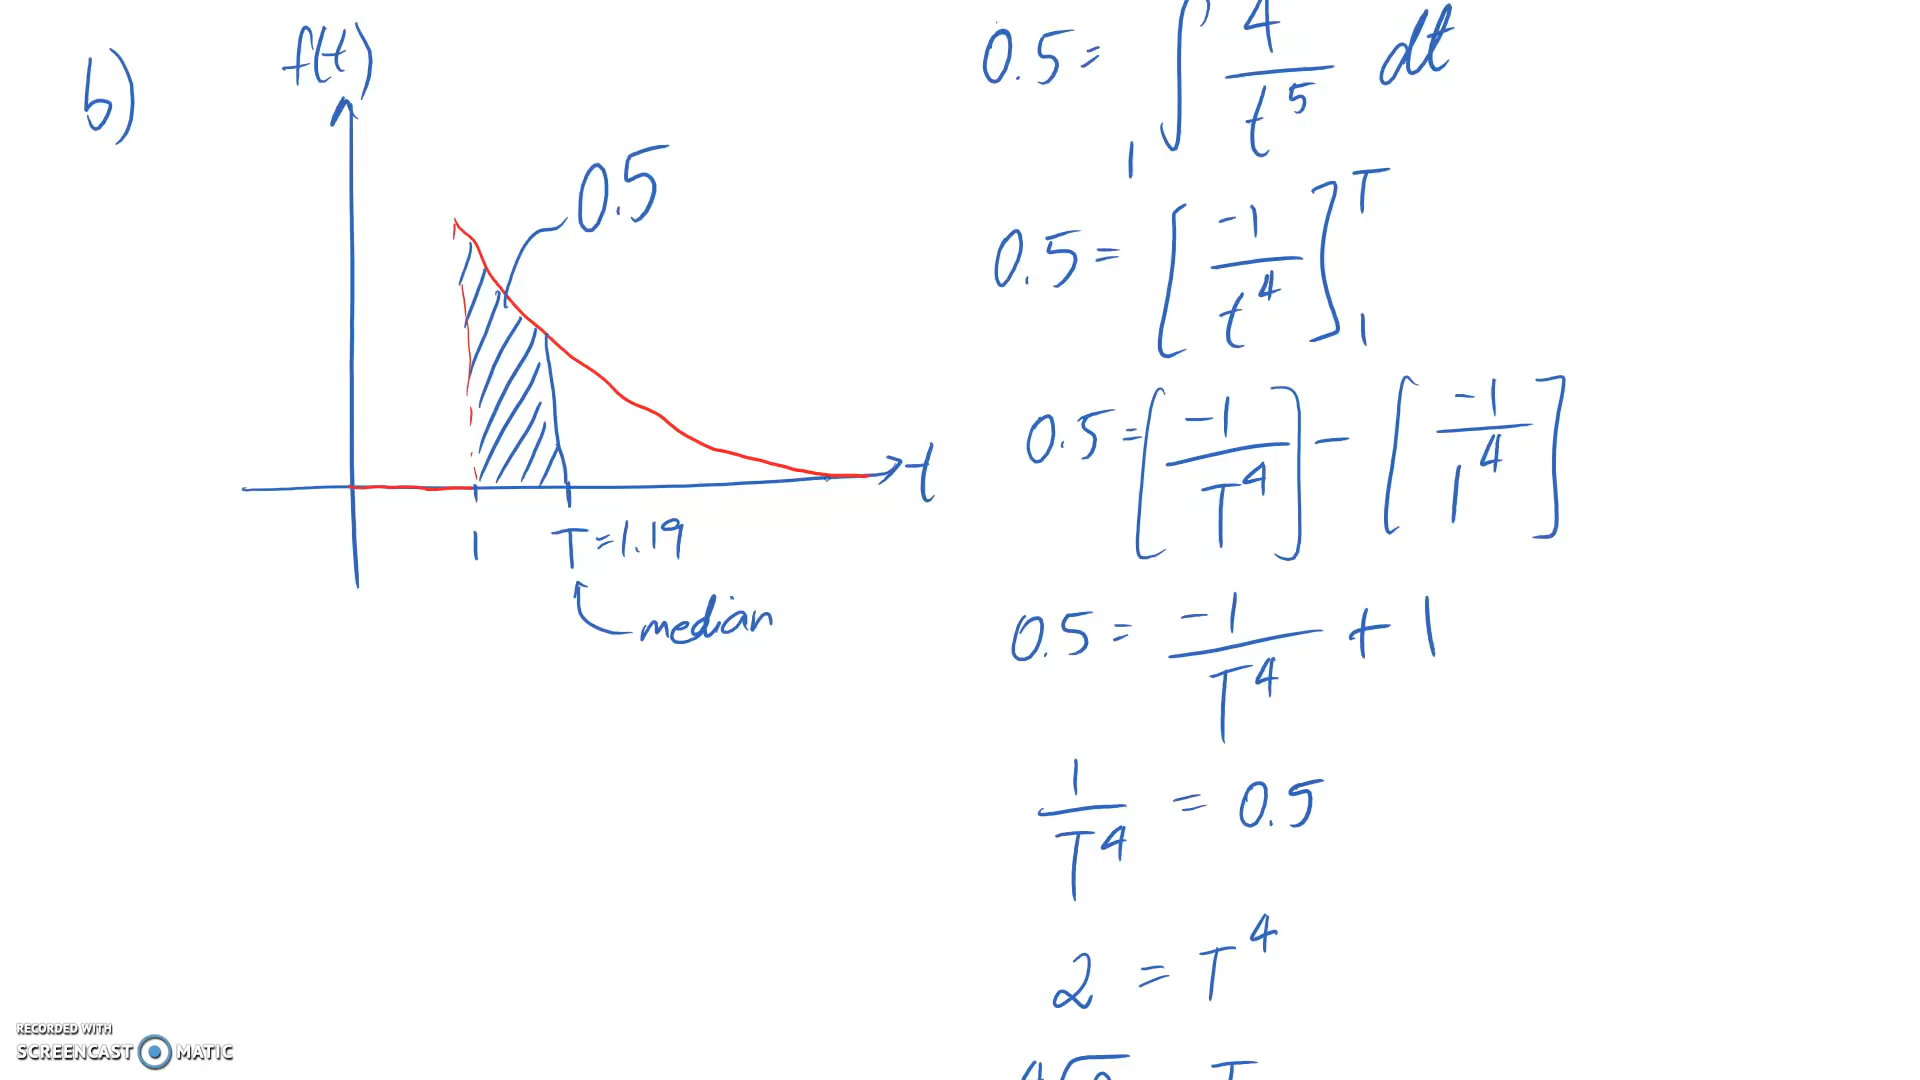 b)
f(t)
0.5
t
1
T=1.19
median
0.5 = ∫₁ 4/t⁵ dt
0.5 = [-1/t⁴]₁ᵀ
0.5 = [-1/T⁴] - [-1/1⁴]
0.5 = -1/T⁴ + 1
1/T⁴ = 0.5
2 = T⁴
RECORDED WITH
SCREENCAST MATIC